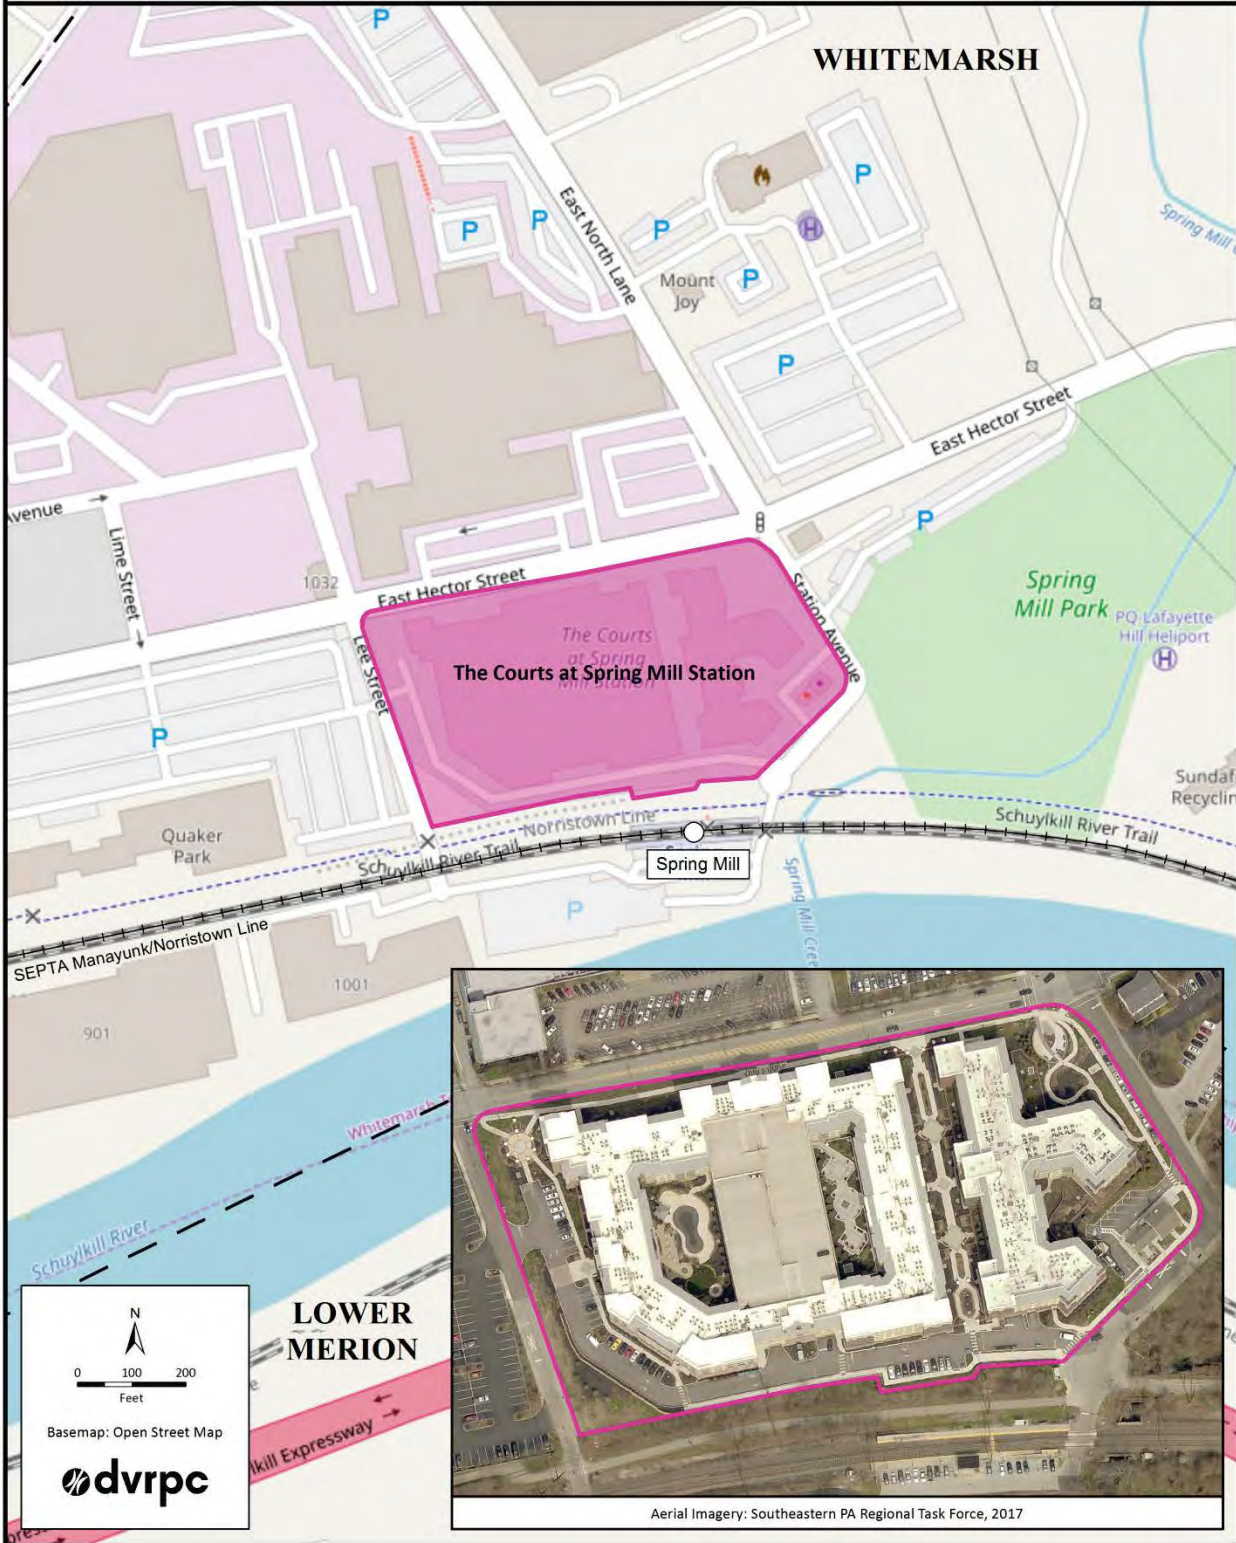 P
WHITEMARSH
P
Spring Mill
East North Lane
P
P
P
H
Mount
Joy
P
P
East Hector Street
Avenue
Lime Street
P
1032
East Hector Street
Station Avenue
Spring
Mill Park
PQ Lafayette
Hill Heliport
H
Lee Street
The Courts
at Spring
Mill Station
The Courts at Spring Mill Station
P
Quaker
Park
Norristown Line
Schuylkill River Trail
Schuylkill River Trail
Spring Mill
Recyclin
P
Spring Mill Cree
SEPTA Manayunk/Norristown Line
1001
901
Whitemarsh T
Schuylkill River
LOWER
MERION
N
0 100 200
Feet
Basemap: Open Street Map
dvrpc
lkill Expressway
Aerial Imagery: Southeastern PA Regional Task Force, 2017